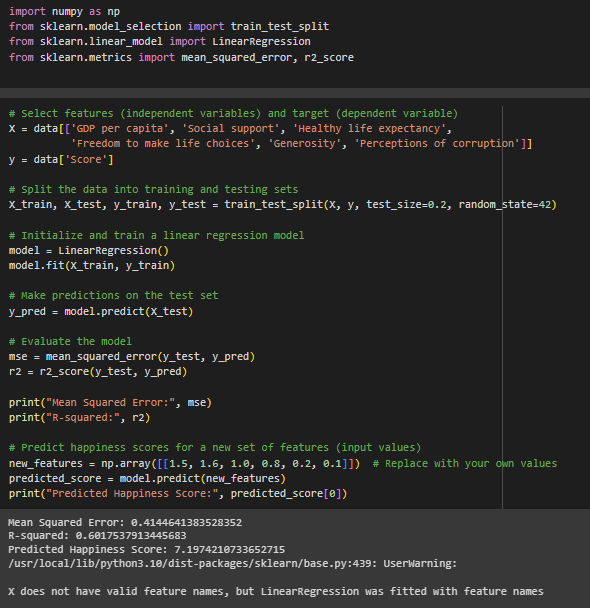 import numpy as np
from sklearn.model_selection import train_test_split
from sklearn.linear_model import LinearRegression
from sklearn.metrics import mean_squared_error, r2_score
# Select features (independent variables) and target (dependent variable)
X = data[['GDP per capita', 'Social support', 'Healthy life expectancy',
'Freedom to make life choices', 'Generosity', 'Perceptions of corruption']]
y = data['Score']
# Split the data into training and testing sets
X_train, X_test, y_train, y_test = train_test_split(X, y, test_size=0.2, random_state=42)
# Initialize and train a linear regression model
model = LinearRegression()
model.fit(X_train, y_train)
# Make predictions on the test set
y_pred = model.predict(X_test)
# Evaluate the model
mse = mean_squared_error(y_test, y_pred)
r2 = r2_score(y_test, y_pred)
print("Mean Squared Error:", mse)
print("R-squared:", r2)
# Predict happiness scores for a new set of features (input values)
new_features = np.array([[1.5, 1.6, 1.0, 0.8, 0.2, 0.1]])  # Replace with your own values
predicted_score = model.predict(new_features)
print("Predicted Happiness Score:", predicted_score[0])
Mean Squared Error: 0.4144641383528352
R-squared: 0.6017537913445683
Predicted Happiness Score: 7.1974210733652715
/usr/local/lib/python3.10/dist-packages/sklearn/base.py:439: UserWarning:
X does not have valid feature names, but LinearRegression was fitted with feature names